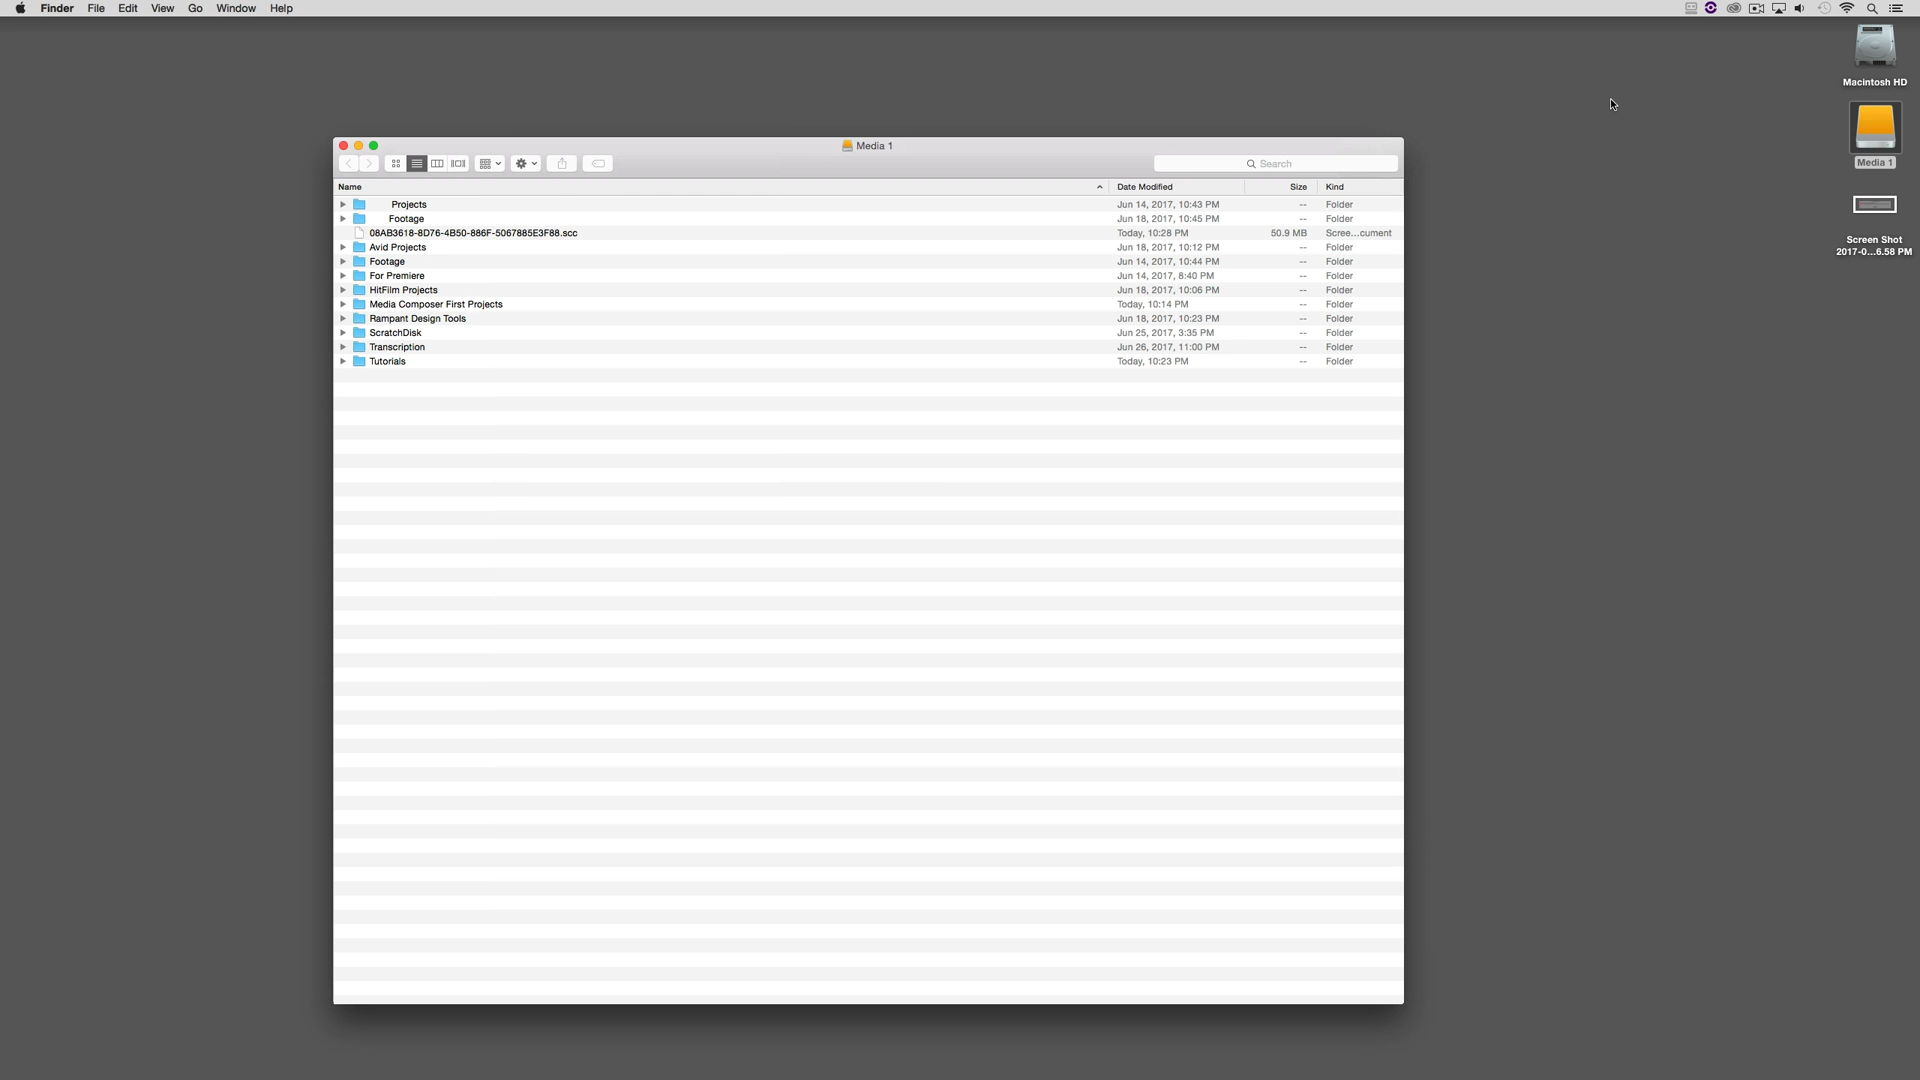 Finder File Edit View Go Window Help
Macintosh HD
Media 1
Screen Shot
2017-0...6.58 PM
Media 1
Search
Name Date Modified Size Kind
Projects Jun 14, 2017, 10:43 PM -- Folder
Footage Jun 18, 2017, 10:45 PM -- Folder
08AB3618-8D76-4B50-886F-5067885E3F88.scc Today, 10:28 PM 50.9 MB Scree...cument
Avid Projects Jun 18, 2017, 10:12 PM -- Folder
Footage Jun 14, 2017, 10:44 PM -- Folder
For Premiere Jun 14, 2017, 8:40 PM -- Folder
HitFilm Projects Jun 18, 2017, 10:06 PM -- Folder
Media Composer First Projects Today, 10:14 PM -- Folder
Rampant Design Tools Jun 18, 2017, 10:23 PM -- Folder
ScratchDisk Jun 25, 2017, 3:35 PM -- Folder
Transcription Jun 26, 2017, 11:00 PM -- Folder
Tutorials Today, 10:23 PM -- Folder